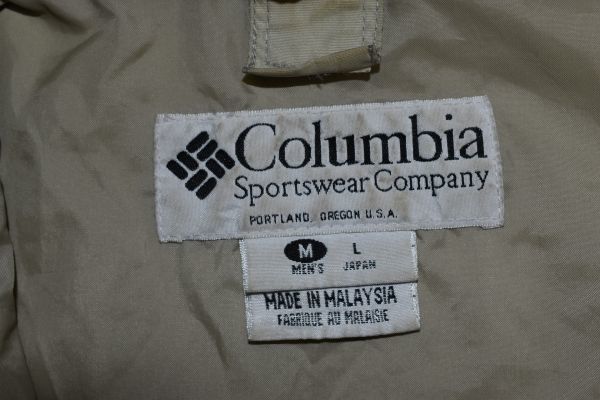 Columbia
Sportswear Company
PORTLAND, OREGON U.S.A.
M L
MEN'S JAPAN
MADE IN MALAYSIA
FABRIQUE AU MALAISIE